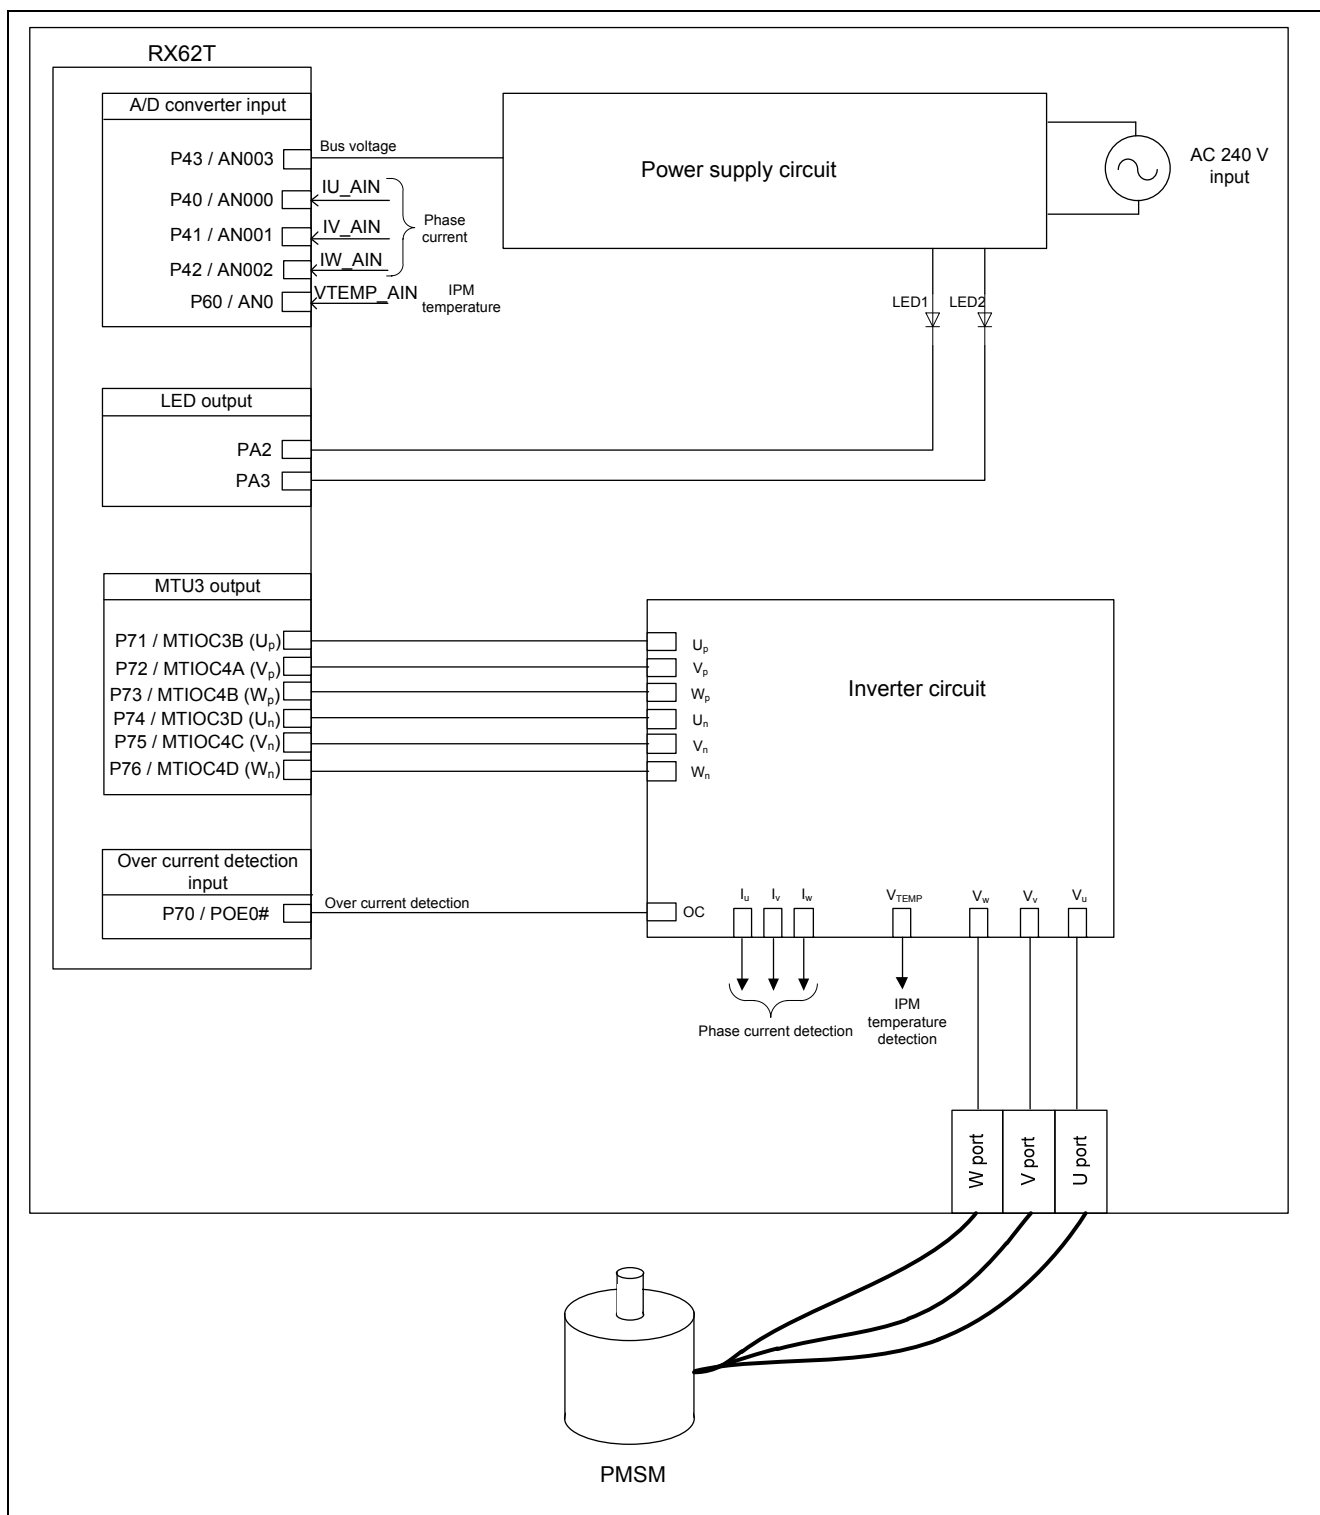 RX62T
A/D converter input
P43 / AN003
Bus voltage
P40 / AN000
IU_AIN
P41 / AN001
IV_AIN
Phase
current
P42 / AN002
IW_AIN
P60 / AN0
VTEMP_AIN
IPM
temperature
Power supply circuit
AC 240 V
input
LED1
LED2
LED output
PA2
PA3
MTU3 output
P71 / MTIOC3B (Up)
P72 / MTIOC4A (Vp)
P73 / MTIOC4B (Wp)
P74 / MTIOC3D (Un)
P75 / MTIOC4C (Vn)
P76 / MTIOC4D (Wn)
Up
Vp
Wp
Un
Vn
Wn
Inverter circuit
Over current detection
input
P70 / POE0#
Over current detection
OC
Iu
Iv
Iw
VTEMP
Vw
Vv
Vu
Phase current detection
IPM
temperature
detection
W port
V port
U port
PMSM